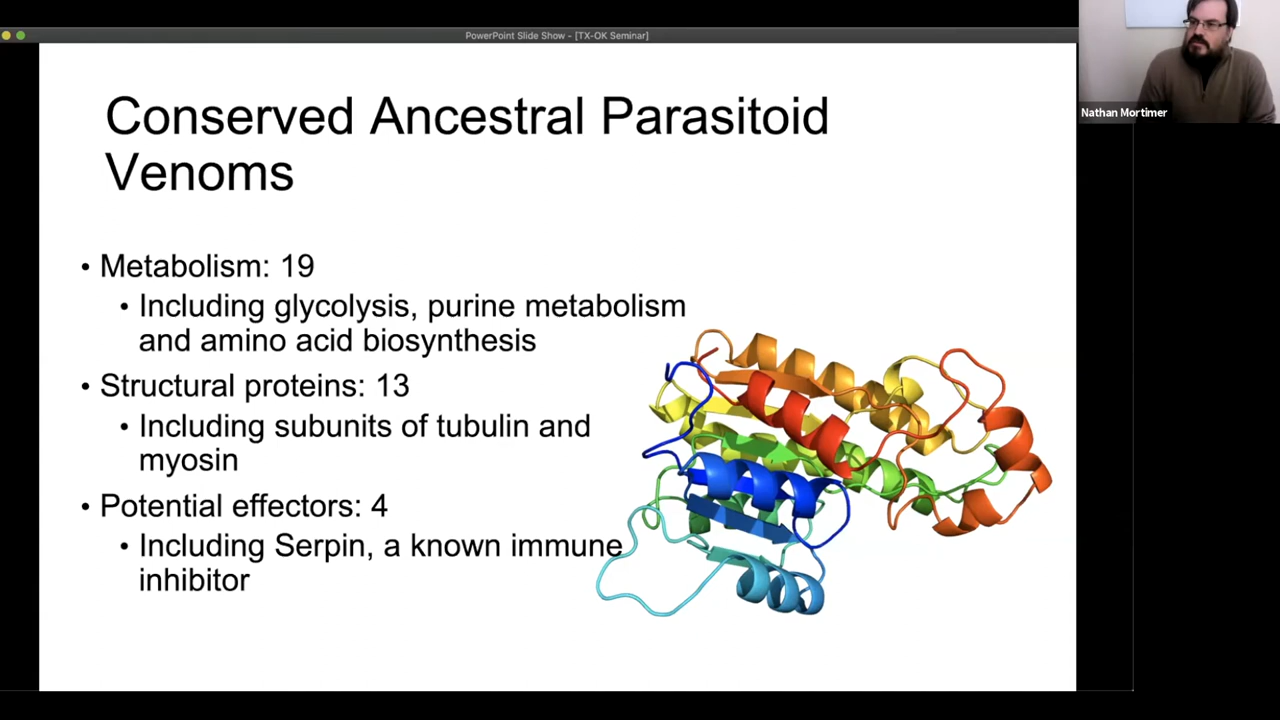 PowerPoint Slide Show - [TX-OK Seminar]
Nathan Mortimer
Conserved Ancestral Parasitoid
Venoms
• Metabolism: 19
• Including glycolysis, purine metabolism
and amino acid biosynthesis
• Structural proteins: 13
• Including subunits of tubulin and
myosin
• Potential effectors: 4
• Including Serpin, a known immune
inhibitor